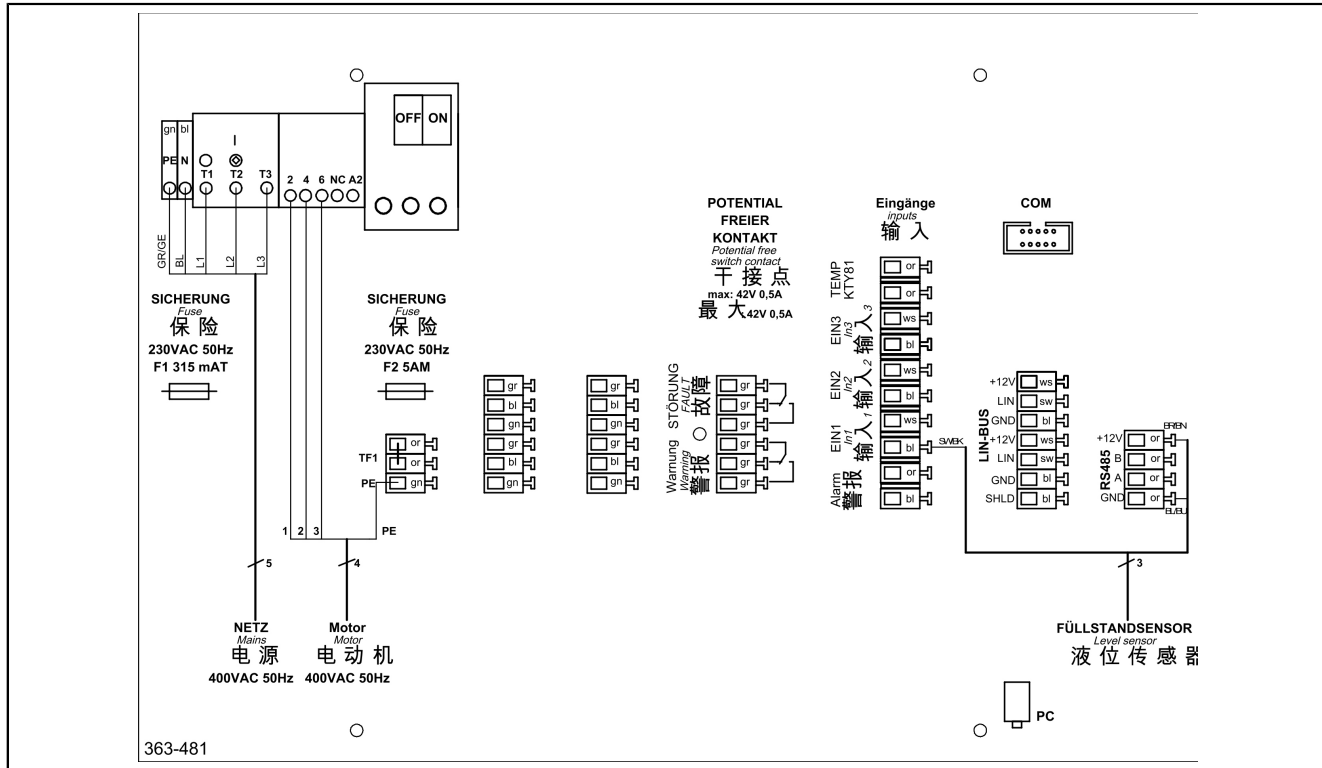 OFF ON
gn bl
PE N
I
T1 T2 T3
2 4 6 NC A2
GR/GE
BL
L1
L2
L3
SICHERUNG
Fuse
保险
230VAC 50Hz
F1 315 mAT
SICHERUNG
Fuse
保险
230VAC 50Hz
F2 5AM
or
TF1
or
PE
gn
1 2 3 PE
5
4
NETZ
Mains
电源
400VAC 50Hz
Motor
Motor
电动机
400VAC 50Hz
gr
bl
gn
gr
bl
gn
gr
bl
gn
gr
bl
gn
POTENTIAL
FREIER
KONTAKT
Potential free
switch contact
干接点
max: 42V 0,5A
最大 42V 0,5A
STÖRUNG
FAULT
故障
Warnung
Warning
警报
gr
gr
gr
gr
gr
gr
Eingänge
inputs
输入
TEMP
KTY81
or
or
EIN3
In3
输入3
ws
bl
EIN2
In2
输入2
ws
bl
EIN1
In1
输入1
ws
bl
Alarm
警报
or
bl
SW/BK
COM
LIN-BUS
+12V ws
LIN sw
GND bl
+12V ws
LIN sw
GND bl
SHLD bl
RS485
+12V or
B or
A or
GND or
BR/BN
BL/BU
3
FÜLLSTANDSENSOR
Level sensor
液位传感器
PC
363-481